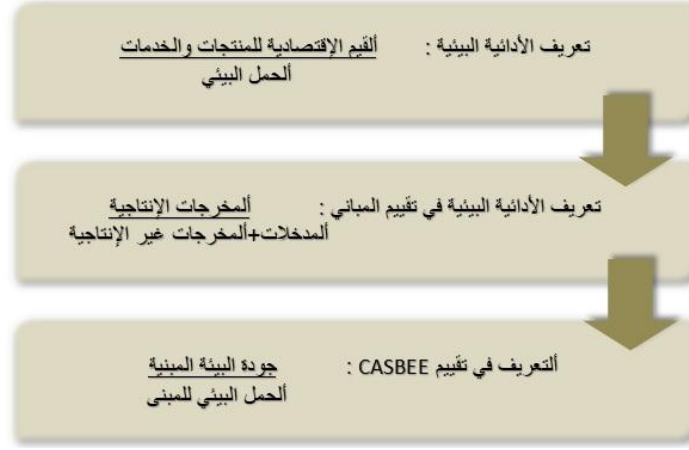 تعريف الأدائية البيئية : ألقيم الإقتصادية للمنتجات والخدمات
ألحمل البيئي
تعريف الأدائية البيئية في تقييم المباني : ألمخرجات الإنتاجية
ألمدخلات+ألمخرجات غير الإنتاجية
ألتعريف في تقييم CASBEE : جودة البيئة المبنية
ألحمل البيئي للمبنى